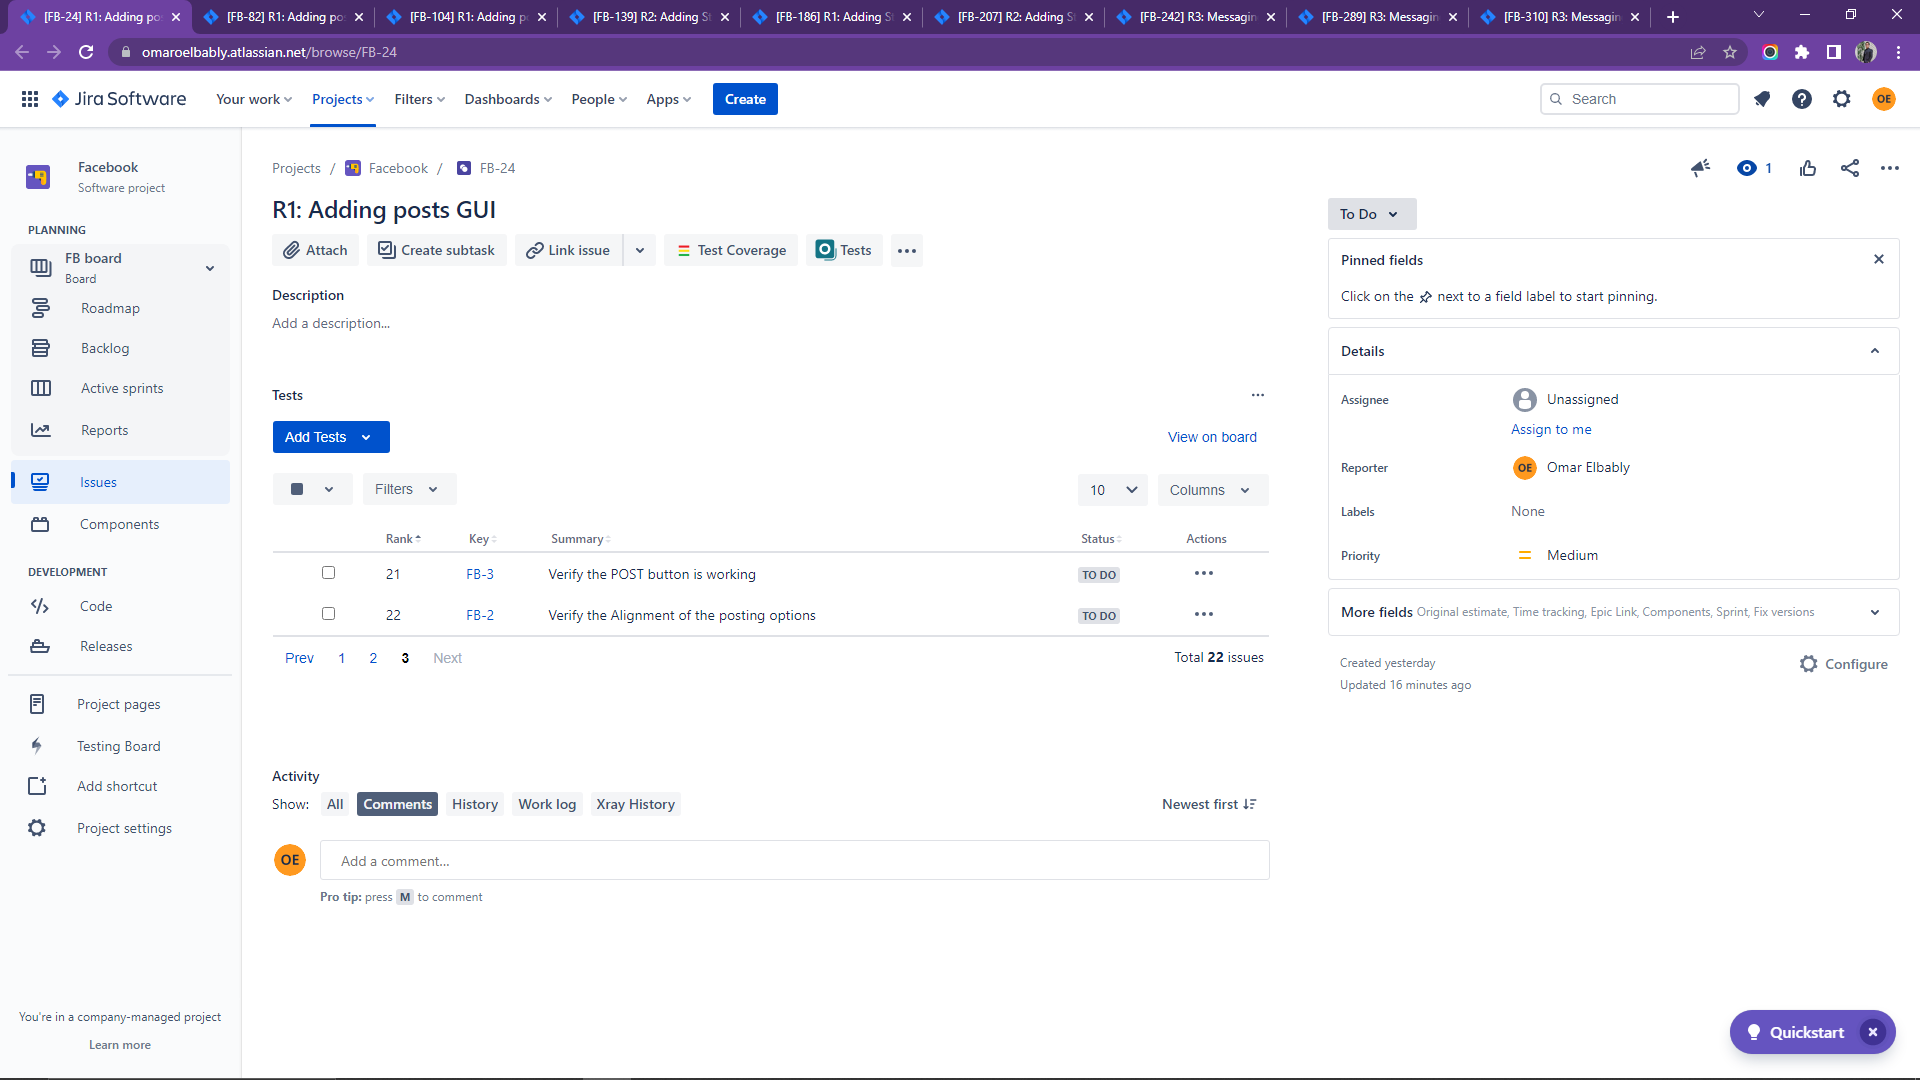 [FB-24] R1: Adding pos
[FB-82] R1: Adding po
[FB-104] R1: Adding p
[FB-139] R2: Adding S
[FB-186] R1: Adding S
[FB-207] R2: Adding S
[FB-242] R3: Messagin
[FB-289] R3: Messagin
[FB-310] R3: Messagin
omaroelbably.atlassian.net/browse/FB-24
Jira Software
Your work
Projects
Filters
Dashboards
People
Apps
Create
Search
OE
Facebook
Software project
PLANNING
FB board
Board
Roadmap
Backlog
Active sprints
Reports
Issues
Components
DEVELOPMENT
Code
Releases
Project pages
Testing Board
Add shortcut
Project settings
You're in a company-managed project
Learn more
Projects / Facebook / FB-24
1
R1: Adding posts GUI
Attach
Create subtask
Link issue
Test Coverage
Tests
Description
Add a description...
Tests
Add Tests
View on board
Filters
10
Columns
Rank Key Summary Status Actions
21 FB-3 Verify the POST button is working TO DO
22 FB-2 Verify the Alignment of the posting options TO DO
Prev 1 2 3 Next
Total 22 issues
Activity
Show: All Comments History Work log Xray History
Newest first
OE
Add a comment...
Pro tip: press M to comment
To Do
Pinned fields
Click on the next to a field label to start pinning.
Details
Assignee
Unassigned
Assign to me
Reporter
OE Omar Elbably
Labels
None
Priority
Medium
More fields Original estimate, Time tracking, Epic Link, Components, Sprint, Fix versions
Created yesterday
Updated 16 minutes ago
Configure
Quickstart